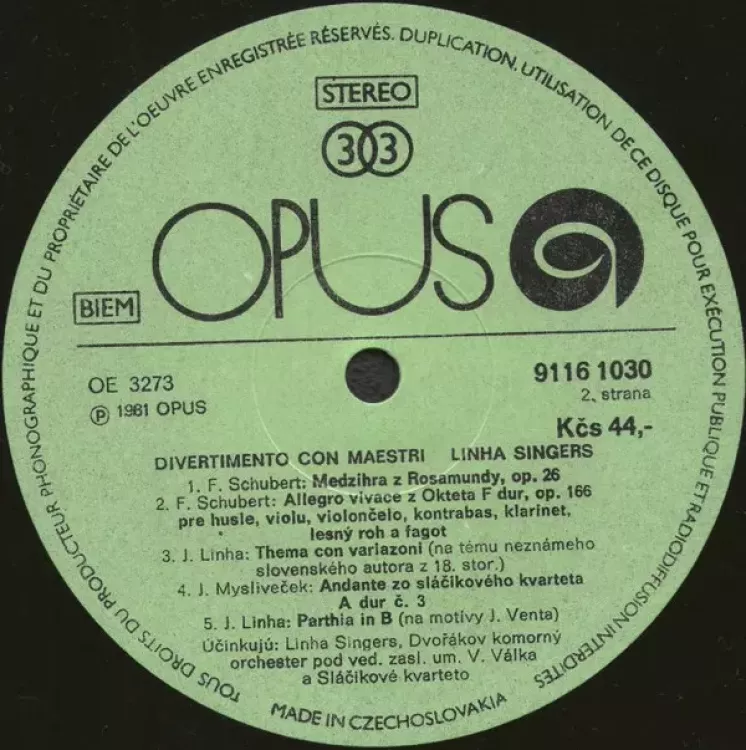 TOUS DROITS DU PRODUCTEUR PHONOGRAPHIQUE ET DU PROPRIÉTAIRE DE L'OEUVRE ENREGISTRÉE RÉSERVÉS. DUPLICATION, UTILISATION DE CE DISQUE POUR EXÉCUTION PUBLIQUE ET RADIODIFFUSION INTERDITES
STEREO
33
OPUS
BIEM
OE 3273
Ⓟ 1981 OPUS
9116 1030
2. strana
Kčs 44,-
DIVERTIMENTO CON MAESTRI LINHA SINGERS
1. F. Schubert: Medzihra z Rosamundy, op. 26
2. F. Schubert: Allegro vivace z Okteta F dur, op. 166
pre husle, violu, violončelo, kontrabas, klarinet,
lesný roh a fagot
3. J. Linha: Thema con variazoni (na tému neznámeho
slovenského autora z 18. stor.)
4. J. Mysliveček: Andante zo sláčikového kvarteta
A dur č. 3
5. J. Linha: Parthia in B (na motívy J. Venta)
Účinkujú: Linha Singers, Dvořákov komorný
orchester pod ved. zasl. um. V. Válka
a Sláčikové kvarteto
MADE IN CZECHOSLOVAKIA